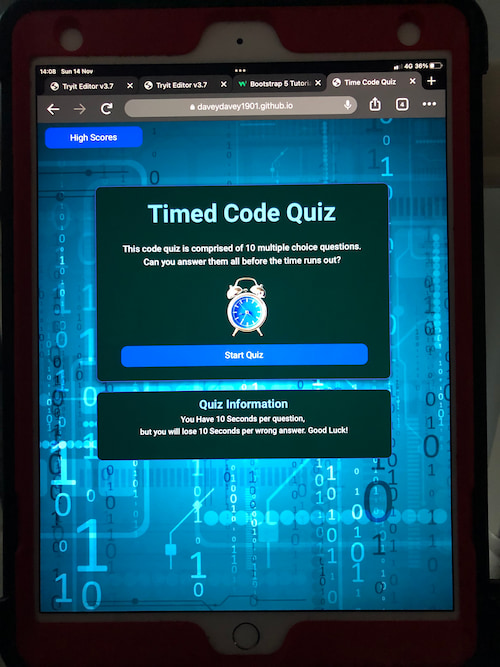 14:08 Sun 14 Nov
4G 36%
Tryit Editor v3.7
Tryit Editor v3.7
Bootstrap 5 Tutori
Time Code Quiz
daveydavey1901.github.io
4
High Scores
Timed Code Quiz
This code quiz is comprised of 10 multiple choice questions.
Can you answer them all before the time runs out?
Start Quiz
Quiz Information
You Have 10 Seconds per question,
but you will lose 10 Seconds per wrong answer. Good Luck!